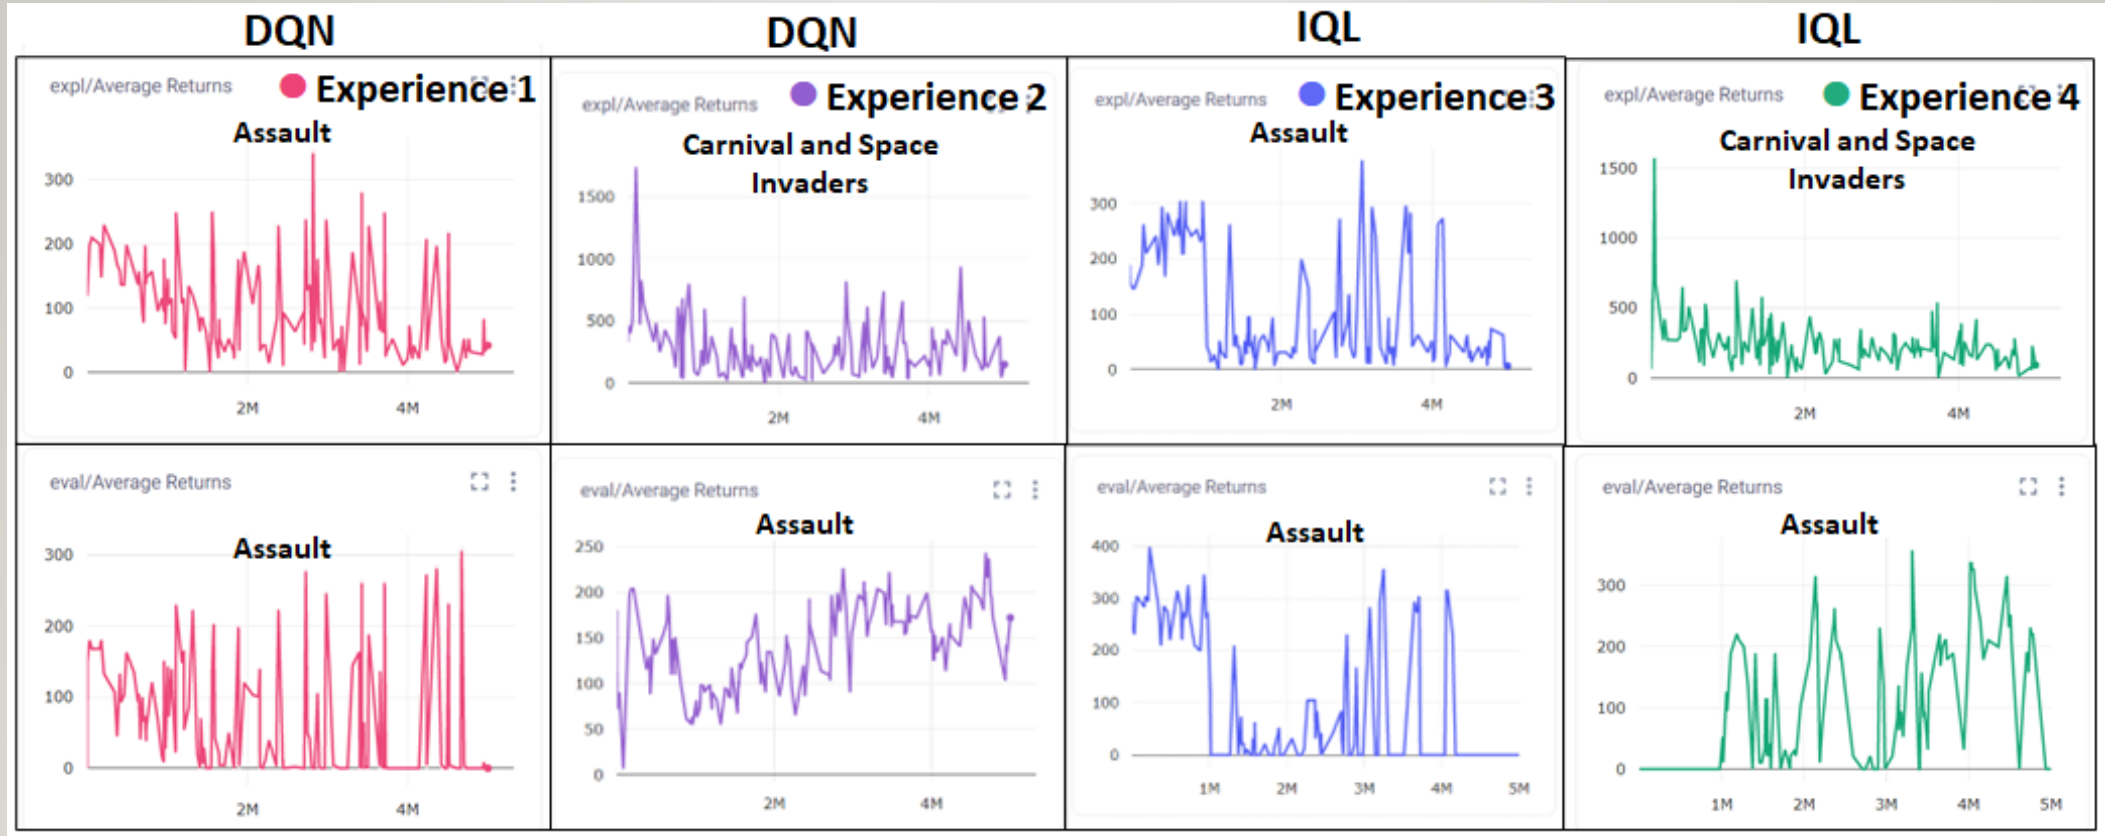 DQN
DQN
IQL
IQL
expl/Average Returns
Experience 1
Assault
300
200
100
0
2M
4M
expl/Average Returns
Experience 2
Carnival and Space
Invaders
1500
1000
500
0
2M
4M
expl/Average Returns
Experience 3
Assault
300
200
100
0
2M
4M
expl/Average Returns
Experience 4
Carnival and Space
Invaders
1500
1000
500
0
2M
4M
eval/Average Returns
Assault
300
200
100
0
2M
4M
eval/Average Returns
Assault
250
200
150
100
50
0
2M
4M
eval/Average Returns
Assault
400
300
200
100
0
1M
2M
3M
4M
5M
eval/Average Returns
Assault
300
200
100
0
1M
2M
3M
4M
5M